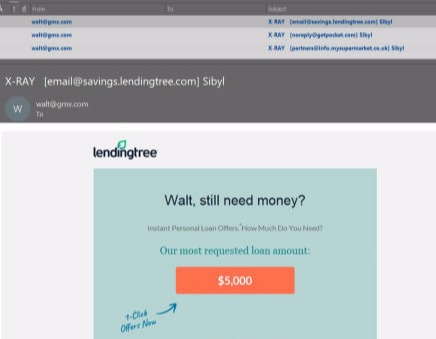 From To Subject
walt@gmx.com X-RAY [email@savings.lendingtree.com] Sibyl
walt@gmx.com X-RAY [noreply@getpocket.com] Sibyl
walt@gmx.com X-RAY [partners@info.mysupermarket.co.uk] Sibyl
X-RAY [email@savings.lendingtree.com] Sibyl
W
walt@gmx.com
To
lendingtree
Walt, still need money?
Instant Personal Loan Offers. How Much Do You Need?
Our most requested loan amount:
$5,000
1-Click
Offers Now